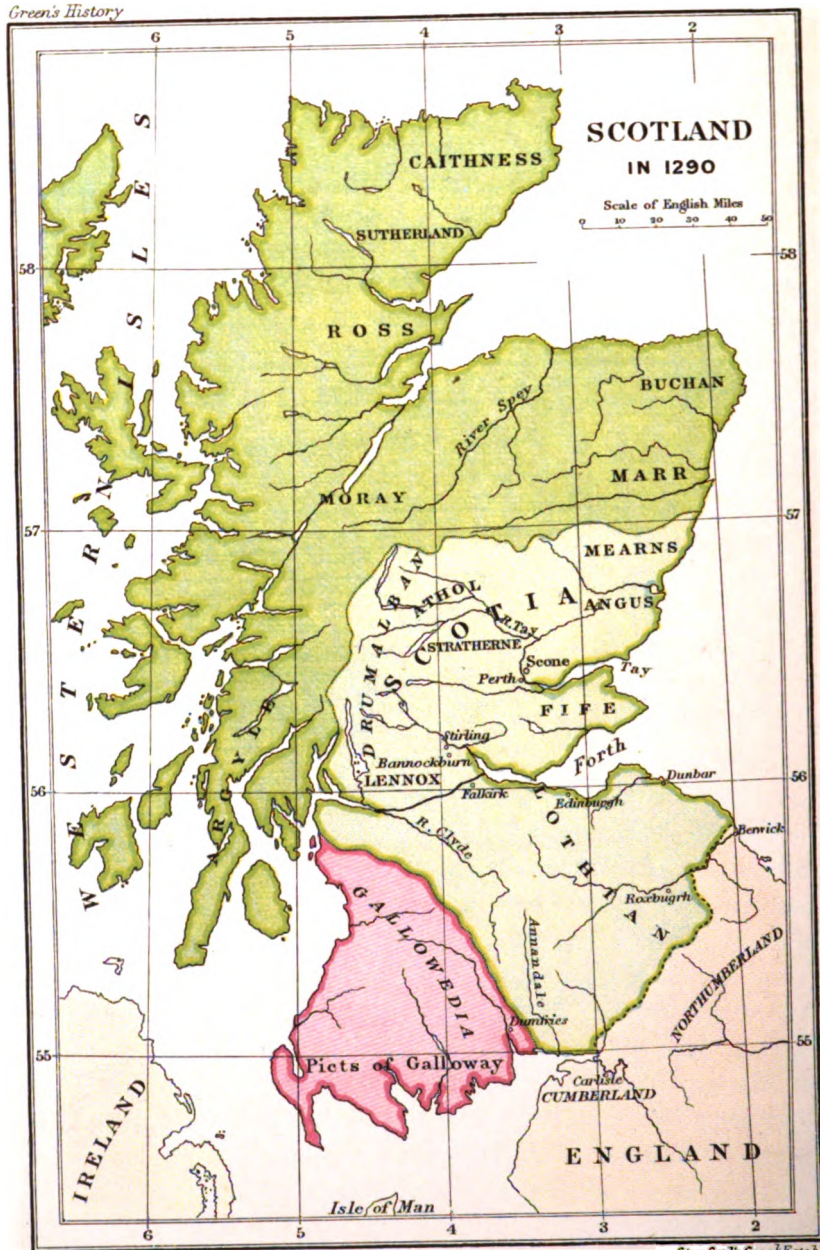 Green's History
6
5
4
3
2
SCOTLAND
IN 1290
Scale of English Miles
0 10 20 30 40 50
CAITHNESS
SUTHERLAND
58
58
ROSS
WESTERN ISLES
BUCHAN
River Spey
MARR
MORAY
57
57
MEARNS
DRUMALBAN
ATHOL
SCOTIA
ANGUS
R. Tay
STRATHERNE
Scone
Perth
Tay
FIFE
Stirling
Bannockburn
Forth
LENNOX
ARGYLE
Dunbar
56
56
Falkirk
Edinburgh
LOTHIAN
R. Clyde
Berwick
Roxbugrh
GALLOWEDIA
Annandale
NORTHUMBERLAND
Dumfries
55
55
Picts of Galloway
Carlisle
CUMBERLAND
IRELAND
ENGLAND
Isle of Man
6
5
4
3
2